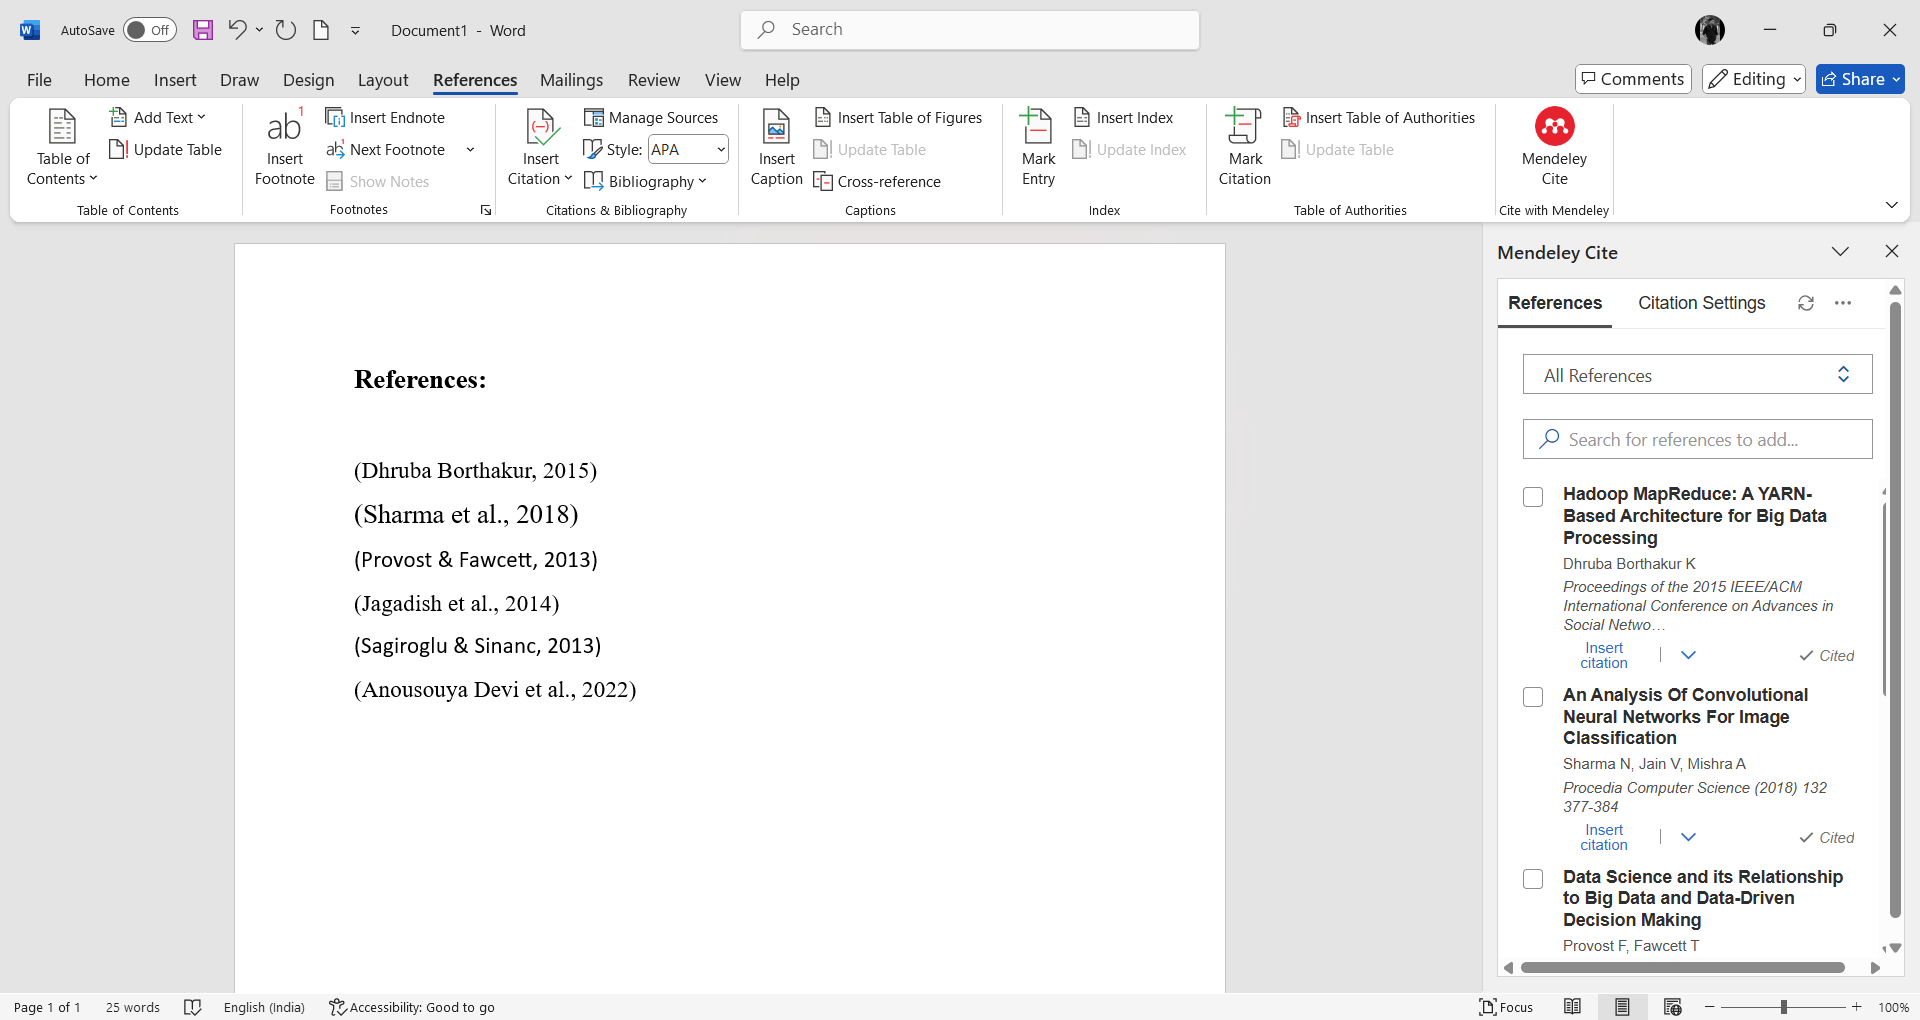 AutoSave Off Document1 - Word Search
File Home Insert Draw Design Layout References Mailings Review View Help Comments Editing Share
Table of Contents
Add Text
Update Table
Table of Contents
ab 1
Insert Footnote
Insert Endnote
Next Footnote
Show Notes
Footnotes
Insert Citation
Manage Sources
Style: APA
Bibliography
Citations & Bibliography
Insert Caption
Insert Table of Figures
Update Table
Cross-reference
Captions
Mark Entry
Insert Index
Update Index
Index
Mark Citation
Insert Table of Authorities
Update Table
Table of Authorities
Mendeley Cite
Cite with Mendeley
References:
(Dhruba Borthakur, 2015)
(Sharma et al., 2018)
(Provost & Fawcett, 2013)
(Jagadish et al., 2014)
(Sagiroglu & Sinanc, 2013)
(Anousouya Devi et al., 2022)
Mendeley Cite
References Citation Settings
All References
Search for references to add...
Hadoop MapReduce: A YARN-
Based Architecture for Big Data
Processing
Dhruba Borthakur K
Proceedings of the 2015 IEEE/ACM
International Conference on Advances in
Social Netwo…
Insert
citation
Cited
An Analysis Of Convolutional
Neural Networks For Image
Classification
Sharma N, Jain V, Mishra A
Procedia Computer Science (2018) 132
377-384
Insert
citation
Cited
Data Science and its Relationship
to Big Data and Data-Driven
Decision Making
Provost F, Fawcett T
Page 1 of 1 25 words English (India) Accessibility: Good to go Focus 100%